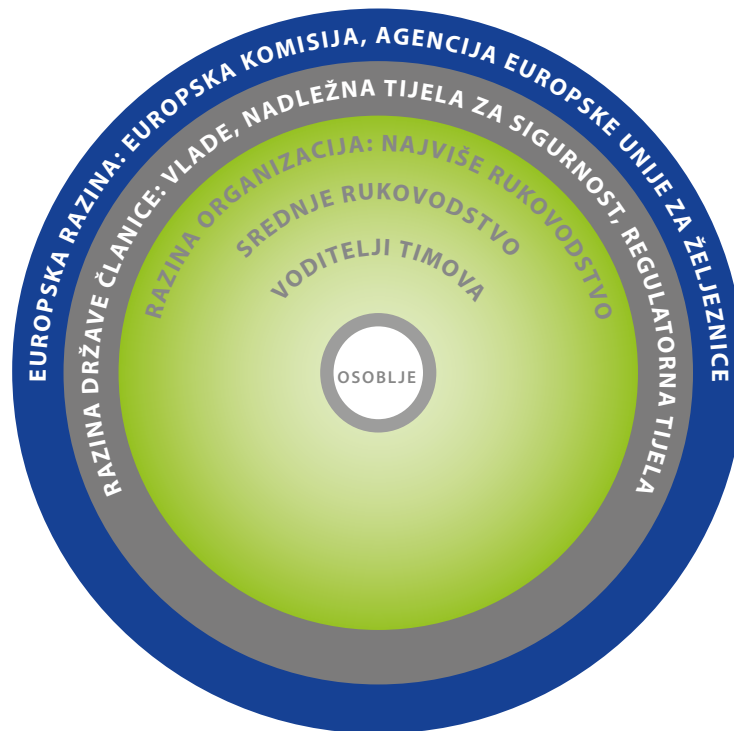 EUROPSKA RAZINA: EUROPSKA KOMISIJA, AGENCIJA EUROPSKE UNIJE ZA ŽELJEZNICE
RAZINA DRŽAVE ČLANICE: VLADE, NADLEŽNA TIJELA ZA SIGURNOST, REGULATORNA TIJELA
RAZINA ORGANIZACIJA: NAJVIŠE RUKOVODSTVO
SREDNJE RUKOVODSTVO
VODITELJI TIMOVA
OSOBLJE